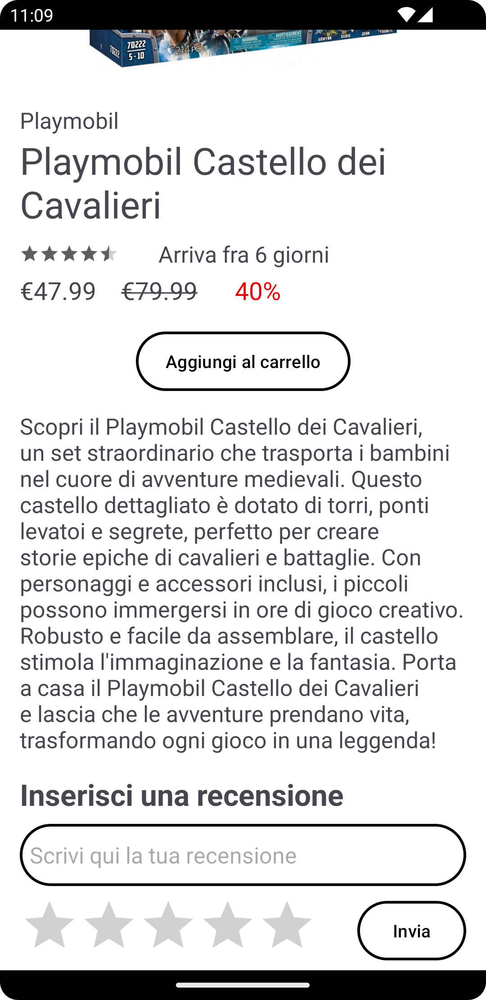 11:09
70222
70222
5-10
214 PC
WARNING:
AVERTISSEMENT:
ARWYNN
DARIO
JOHN
FRANCIS
Playmobil
Playmobil Castello dei
Cavalieri
Arriva fra 6 giorni
€47.99 €79.99 40%
Aggiungi al carrello
Scopri il Playmobil Castello dei Cavalieri,
un set straordinario che trasporta i bambini
nel cuore di avventure medievali. Questo
castello dettagliato è dotato di torri, ponti
levatoi e segrete, perfetto per creare
storie epiche di cavalieri e battaglie. Con
personaggi e accessori inclusi, i piccoli
possono immergersi in ore di gioco creativo.
Robusto e facile da assemblare, il castello
stimola l'immaginazione e la fantasia. Porta
a casa il Playmobil Castello dei Cavalieri
e lascia che le avventure prendano vita,
trasformando ogni gioco in una leggenda!
Inserisci una recensione
Scrivi qui la tua recensione
Invia